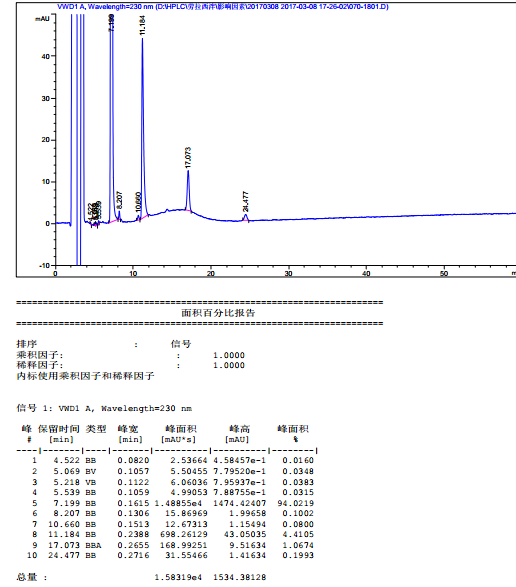 VWD1 A, Wavelength=230 nm (D:\HPLC\劳拉西泮\影响因素\20170308 2017-03-08 17-26-02\070-1801.D)
mAU
7.199
11.184
40
30
20
17.073
10
8.207
10.660
24.477
4.522
5.539
0
-10
0 10 20 30 40 50
=====================================================================
面积百分比报告
=====================================================================
排序 : 信号
乘积因子: : 1.0000
稀释因子: : 1.0000
内标使用乘积因子和稀释因子
信号 1: VWD1 A, Wavelength=230 nm
峰 保留时间 类型 峰宽 峰面积 峰高 峰面积
# [min] [min] [mAU*s] [mAU] %
----|-------|----|-------|----------|----------|--------|
1 4.522 BB 0.0820 2.53664 4.58457e-1 0.0160
2 5.069 BV 0.1057 5.50455 7.79520e-1 0.0348
3 5.218 VB 0.1122 6.06036 7.95937e-1 0.0383
4 5.539 BB 0.1059 4.99053 7.88755e-1 0.0315
5 7.199 BB 0.1615 1.48855e4 1474.42407 94.0219
6 8.207 BB 0.1306 15.86969 1.99658 0.1002
7 10.660 BB 0.1513 12.67313 1.15494 0.0800
8 11.184 BB 0.2388 698.26129 43.05035 4.4105
9 17.073 BBA 0.2655 168.99251 9.51634 1.0674
10 24.477 BB 0.2716 31.55466 1.41634 0.1993
总量 : 1.58319e4 1534.38128